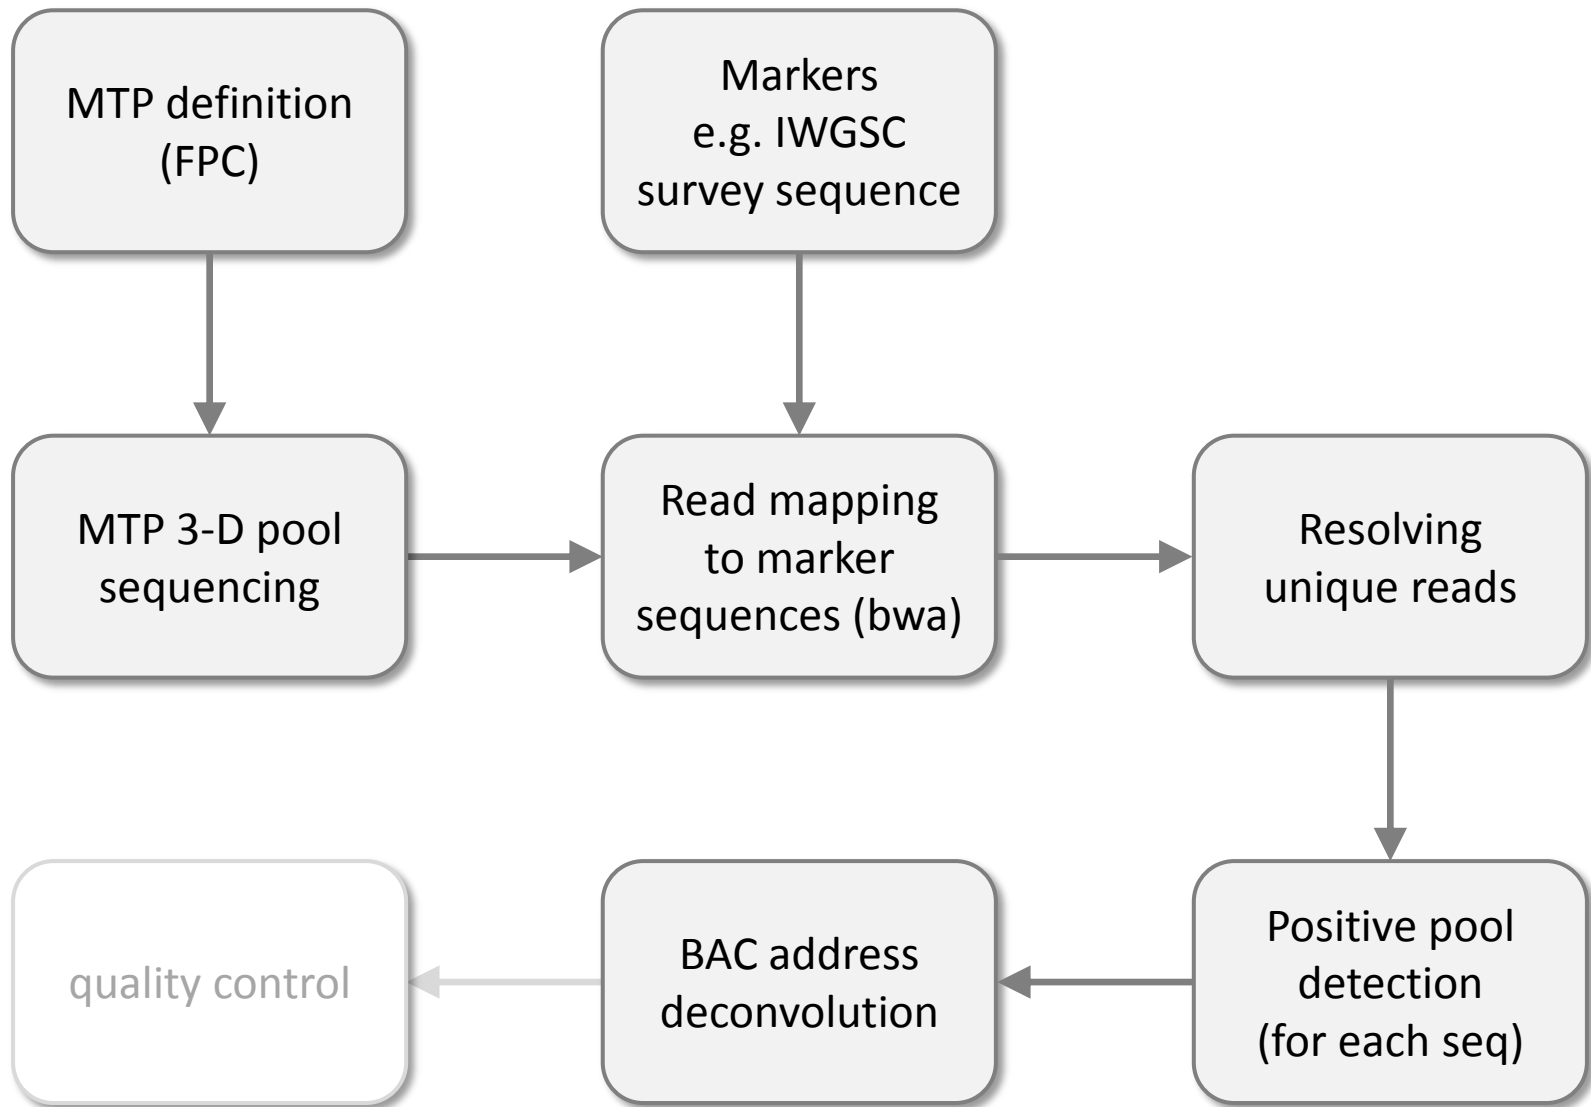 MTP definition
(FPC)
Markers
e.g. IWGSC
survey sequence
MTP 3-D pool
sequencing
Read mapping
to marker
sequences (bwa)
Resolving
unique reads
quality control
BAC address
deconvolution
Positive pool
detection
(for each seq)